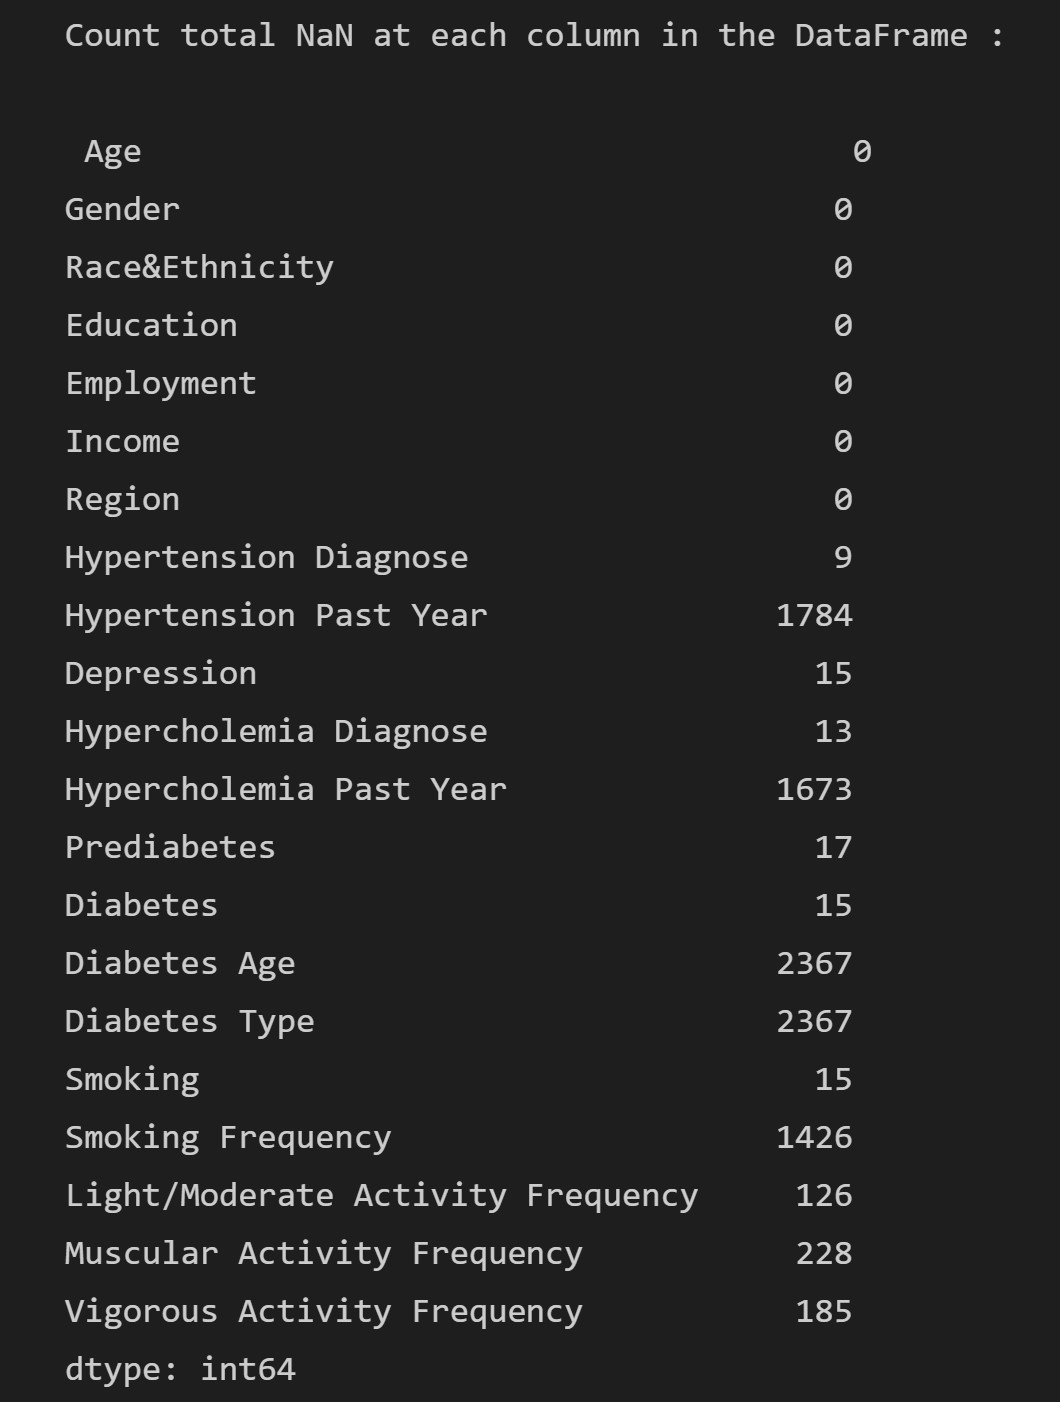 Count total NaN at each column in the DataFrame :
Age 0
Gender 0
Race&Ethnicity 0
Education 0
Employment 0
Income 0
Region 0
Hypertension Diagnose 9
Hypertension Past Year 1784
Depression 15
Hypercholemia Diagnose 13
Hypercholemia Past Year 1673
Prediabetes 17
Diabetes 15
Diabetes Age 2367
Diabetes Type 2367
Smoking 15
Smoking Frequency 1426
Light/Moderate Activity Frequency 126
Muscular Activity Frequency 228
Vigorous Activity Frequency 185
dtype: int64